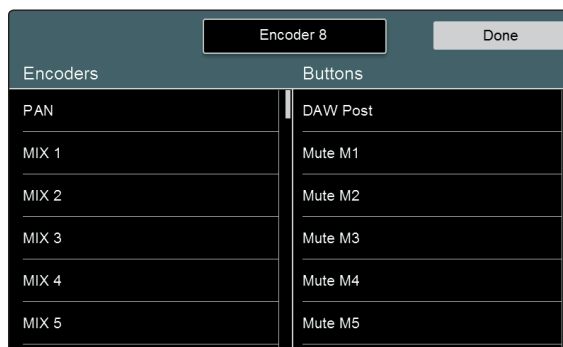 Encoder 8
Done
Encoders
Buttons
PAN
DAW Post
MIX 1
Mute M1
MIX 2
Mute M2
MIX 3
Mute M3
MIX 4
Mute M4
MIX 5
Mute M5